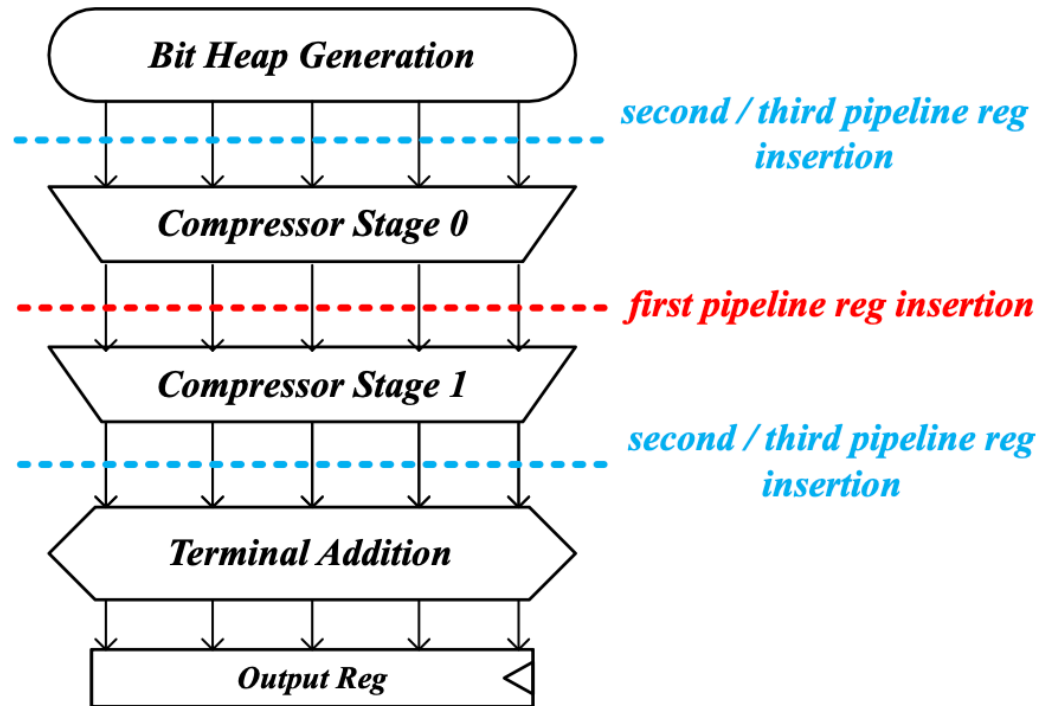 Bit Heap Generation
second / third pipeline reg
insertion
Compressor Stage 0
first pipeline reg insertion
Compressor Stage 1
second / third pipeline reg
insertion
Terminal Addition
Output Reg